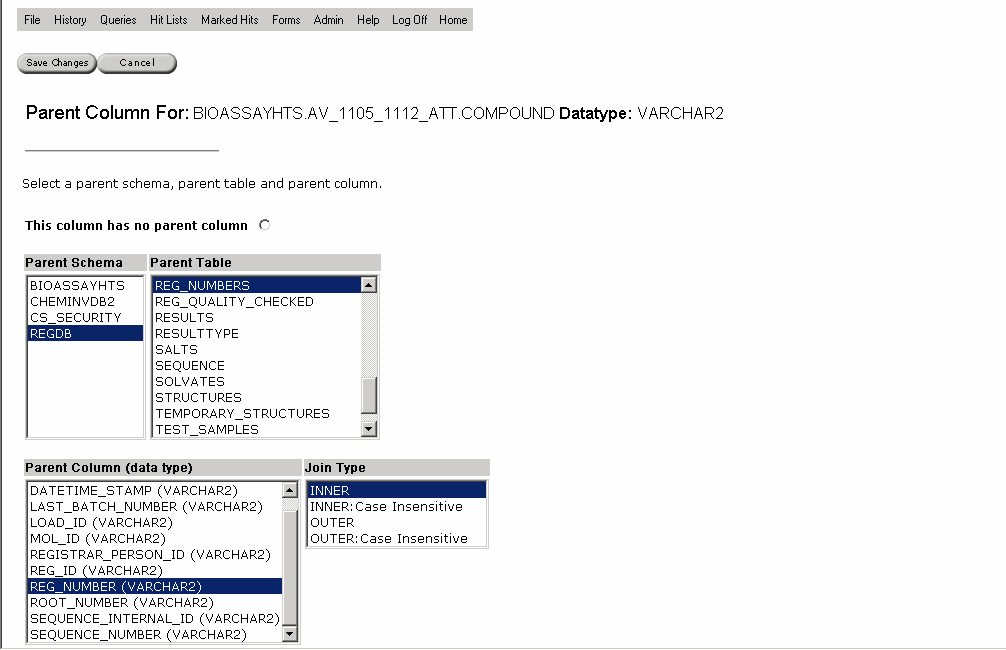 File History Queries Hit Lists Marked Hits Forms Admin Help Log Off Home
Save Changes Cancel
Parent Column For: BIOASSAYHTS.AV_1105_1112_ATT.COMPOUND Datatype: VARCHAR2
Select a parent schema, parent table and parent column.
This column has no parent column
Parent Schema Parent Table
BIOASSAYHTS REG_NUMBERS
CHEMINVDB2 REG_QUALITY_CHECKED
CS_SECURITY RESULTS
REGDB RESULTTYPE
SALTS
SEQUENCE
SOLVATES
STRUCTURES
TEMPORARY_STRUCTURES
TEST_SAMPLES
Parent Column (data type) Join Type
DATETIME_STAMP (VARCHAR2) INNER
LAST_BATCH_NUMBER (VARCHAR2) INNER:Case Insensitive
LOAD_ID (VARCHAR2) OUTER
MOL_ID (VARCHAR2) OUTER:Case Insensitive
REGISTRAR_PERSON_ID (VARCHAR2)
REG_ID (VARCHAR2)
REG_NUMBER (VARCHAR2)
ROOT_NUMBER (VARCHAR2)
SEQUENCE_INTERNAL_ID (VARCHAR2)
SEQUENCE_NUMBER (VARCHAR2)